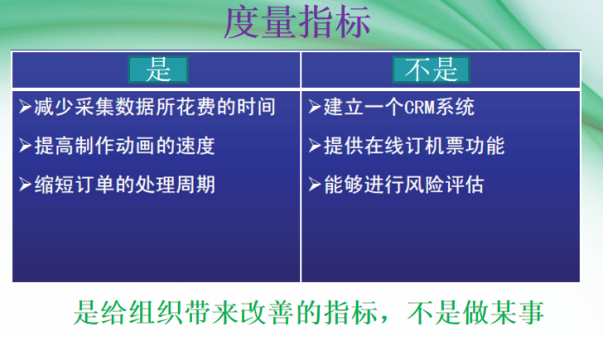 度量指标
是
不是
➢减少采集数据所花费的时间
➢提高制作动画的速度
➢缩短订单的处理周期
➢建立一个CRM系统
➢提供在线订机票功能
➢能够进行风险评估
是给组织带来改善的指标，不是做某事